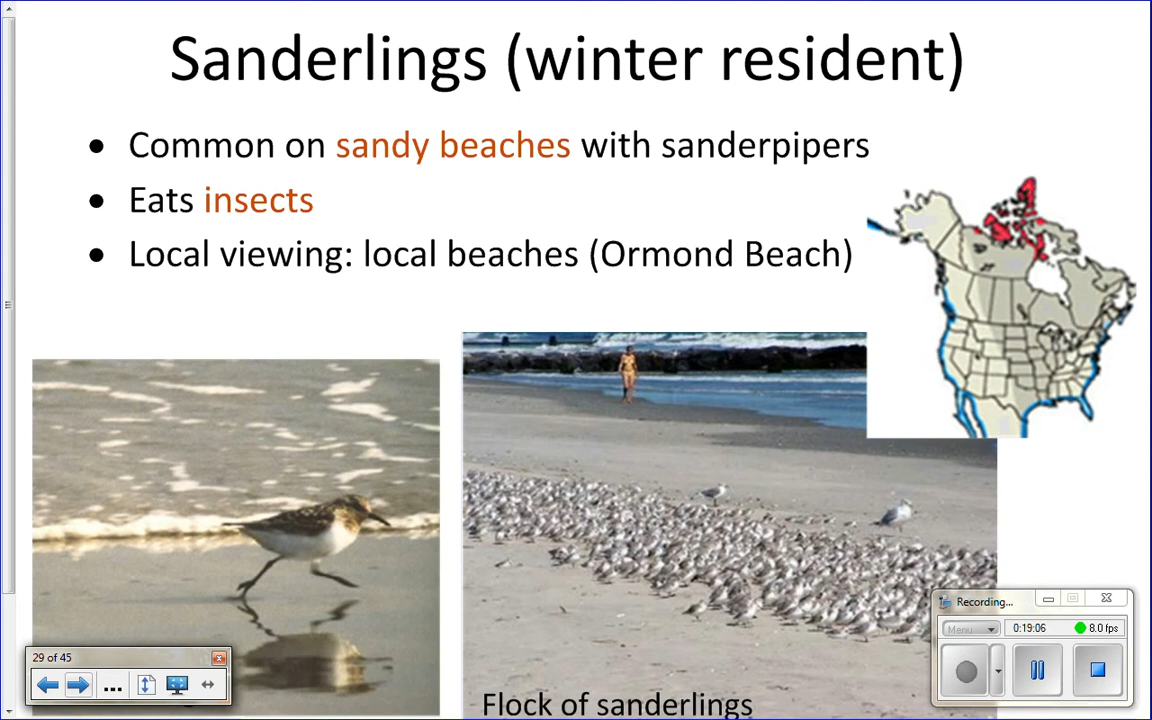 Sanderlings (winter resident)
• Common on sandy beaches with sanderpipers
• Eats insects
• Local viewing: local beaches (Ormond Beach)
Flock of sanderlings
Recording...
Menu
0:19:06
8.0 fps
29 of 45
...